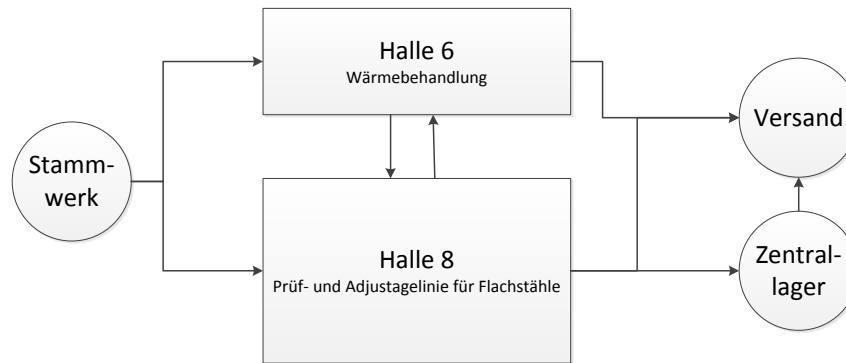 Halle 6
Wärmebehandlung
Stamm-
werk
Versand
Halle 8
Prüf- und Adjustagelinie für Flachstähle
Zentral-
lager